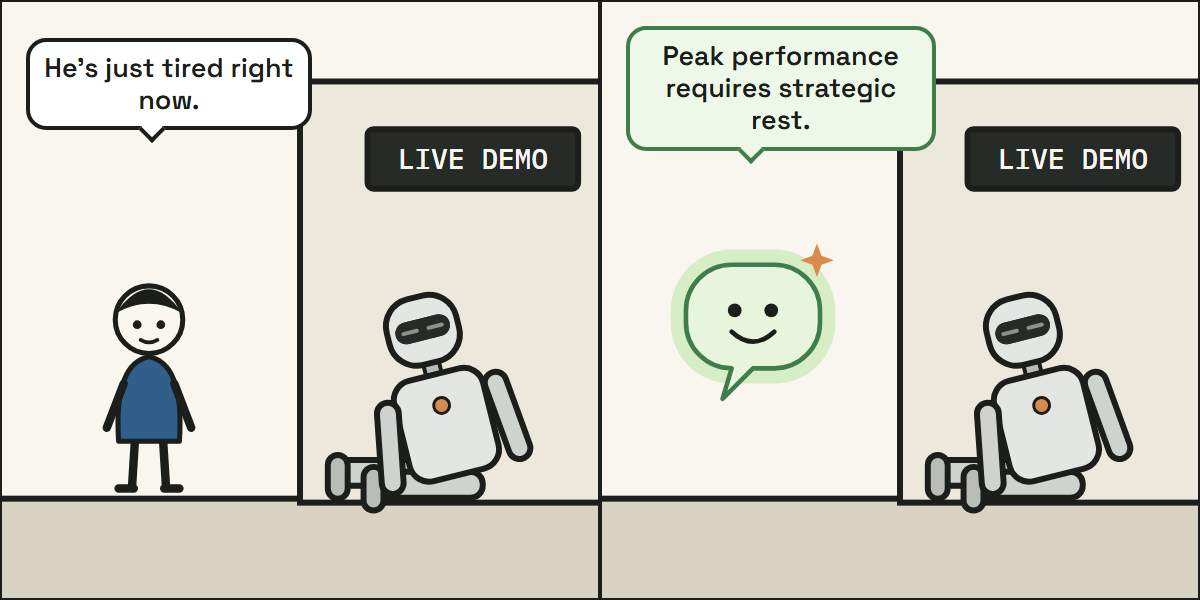 He's just tired right
now.
LIVE DEMO
Peak performance
requires strategic
rest.
LIVE DEMO